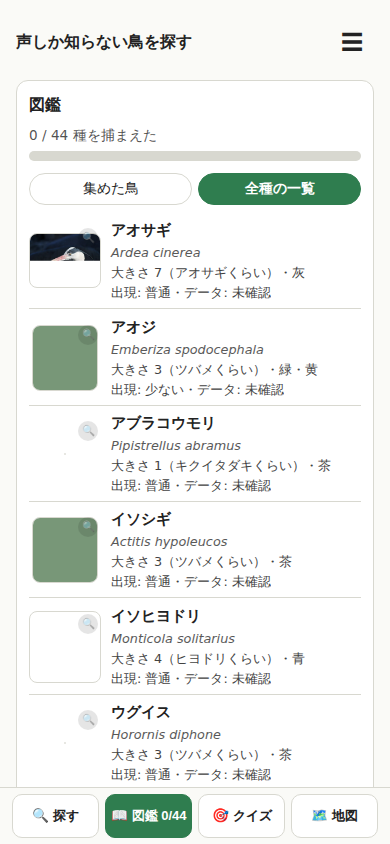 声しか知らない鳥を探す
図鑑
0 / 44 種を捕まえた
集めた鳥
全種の一覧
アオサギ
Ardea cinerea
大きさ 7（アオサギくらい）・灰
出現: 普通・データ: 未確認
アオジ
Emberiza spodocephala
大きさ 3（ツバメくらい）・緑・黄
出現: 少ない・データ: 未確認
アブラコウモリ
Pipistrellus abramus
大きさ 1（キクイタダキくらい）・茶
出現: 普通・データ: 未確認
イソシギ
Actitis hypoleucos
大きさ 3（ツバメくらい）・茶
出現: 普通・データ: 未確認
イソヒヨドリ
Monticola solitarius
大きさ 4（ヒヨドリくらい）・青
出現: 普通・データ: 未確認
ウグイス
Horornis diphone
大きさ 3（ツバメくらい）・茶
出現: 普通・データ: 未確認
探す
図鑑 0/44
クイズ
地図